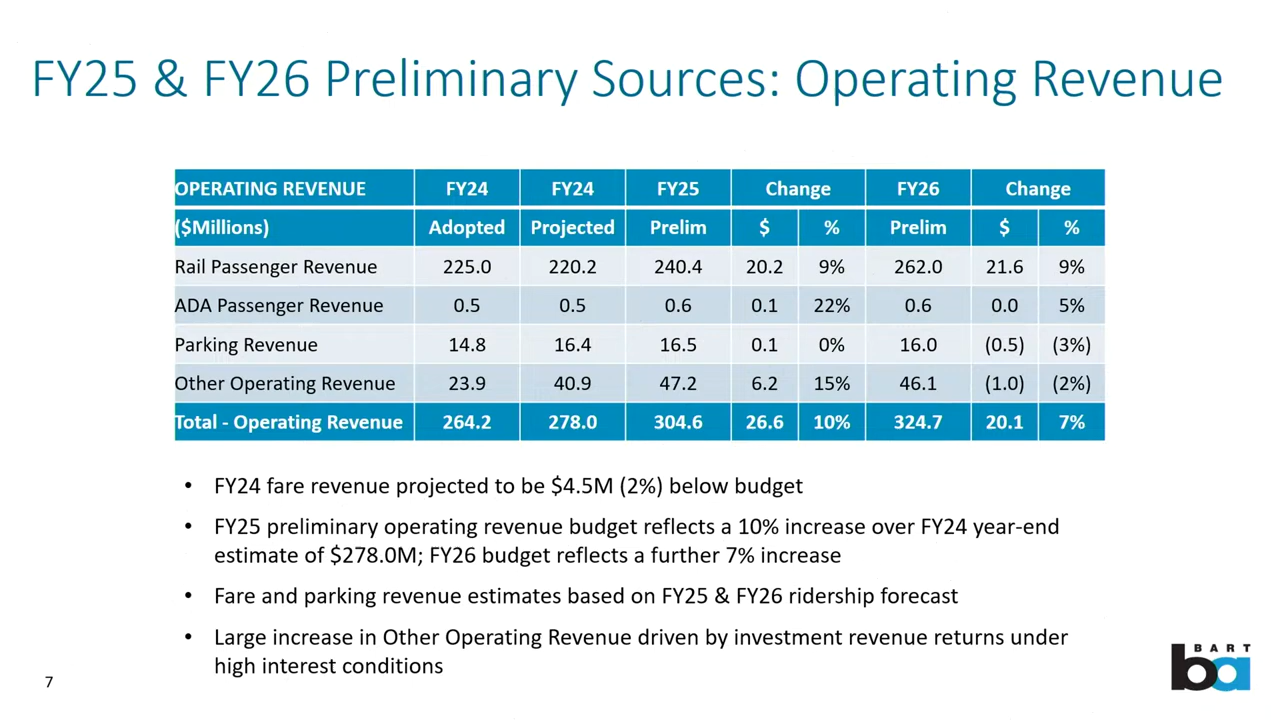 FY25 & FY26 Preliminary Sources: Operating Revenue
OPERATING REVENUE FY24 FY24 FY25 Change FY26 Change
($Millions) Adopted Projected Prelim $ % Prelim $ %
Rail Passenger Revenue 225.0 220.2 240.4 20.2 9% 262.0 21.6 9%
ADA Passenger Revenue 0.5 0.5 0.6 0.1 22% 0.6 0.0 5%
Parking Revenue 14.8 16.4 16.5 0.1 0% 16.0 (0.5) (3%)
Other Operating Revenue 23.9 40.9 47.2 6.2 15% 46.1 (1.0) (2%)
Total - Operating Revenue 264.2 278.0 304.6 26.6 10% 324.7 20.1 7%
• FY24 fare revenue projected to be $4.5M (2%) below budget
• FY25 preliminary operating revenue budget reflects a 10% increase over FY24 year-end
estimate of $278.0M; FY26 budget reflects a further 7% increase
• Fare and parking revenue estimates based on FY25 & FY26 ridership forecast
• Large increase in Other Operating Revenue driven by investment revenue returns under
high interest conditions
7
BART
ba